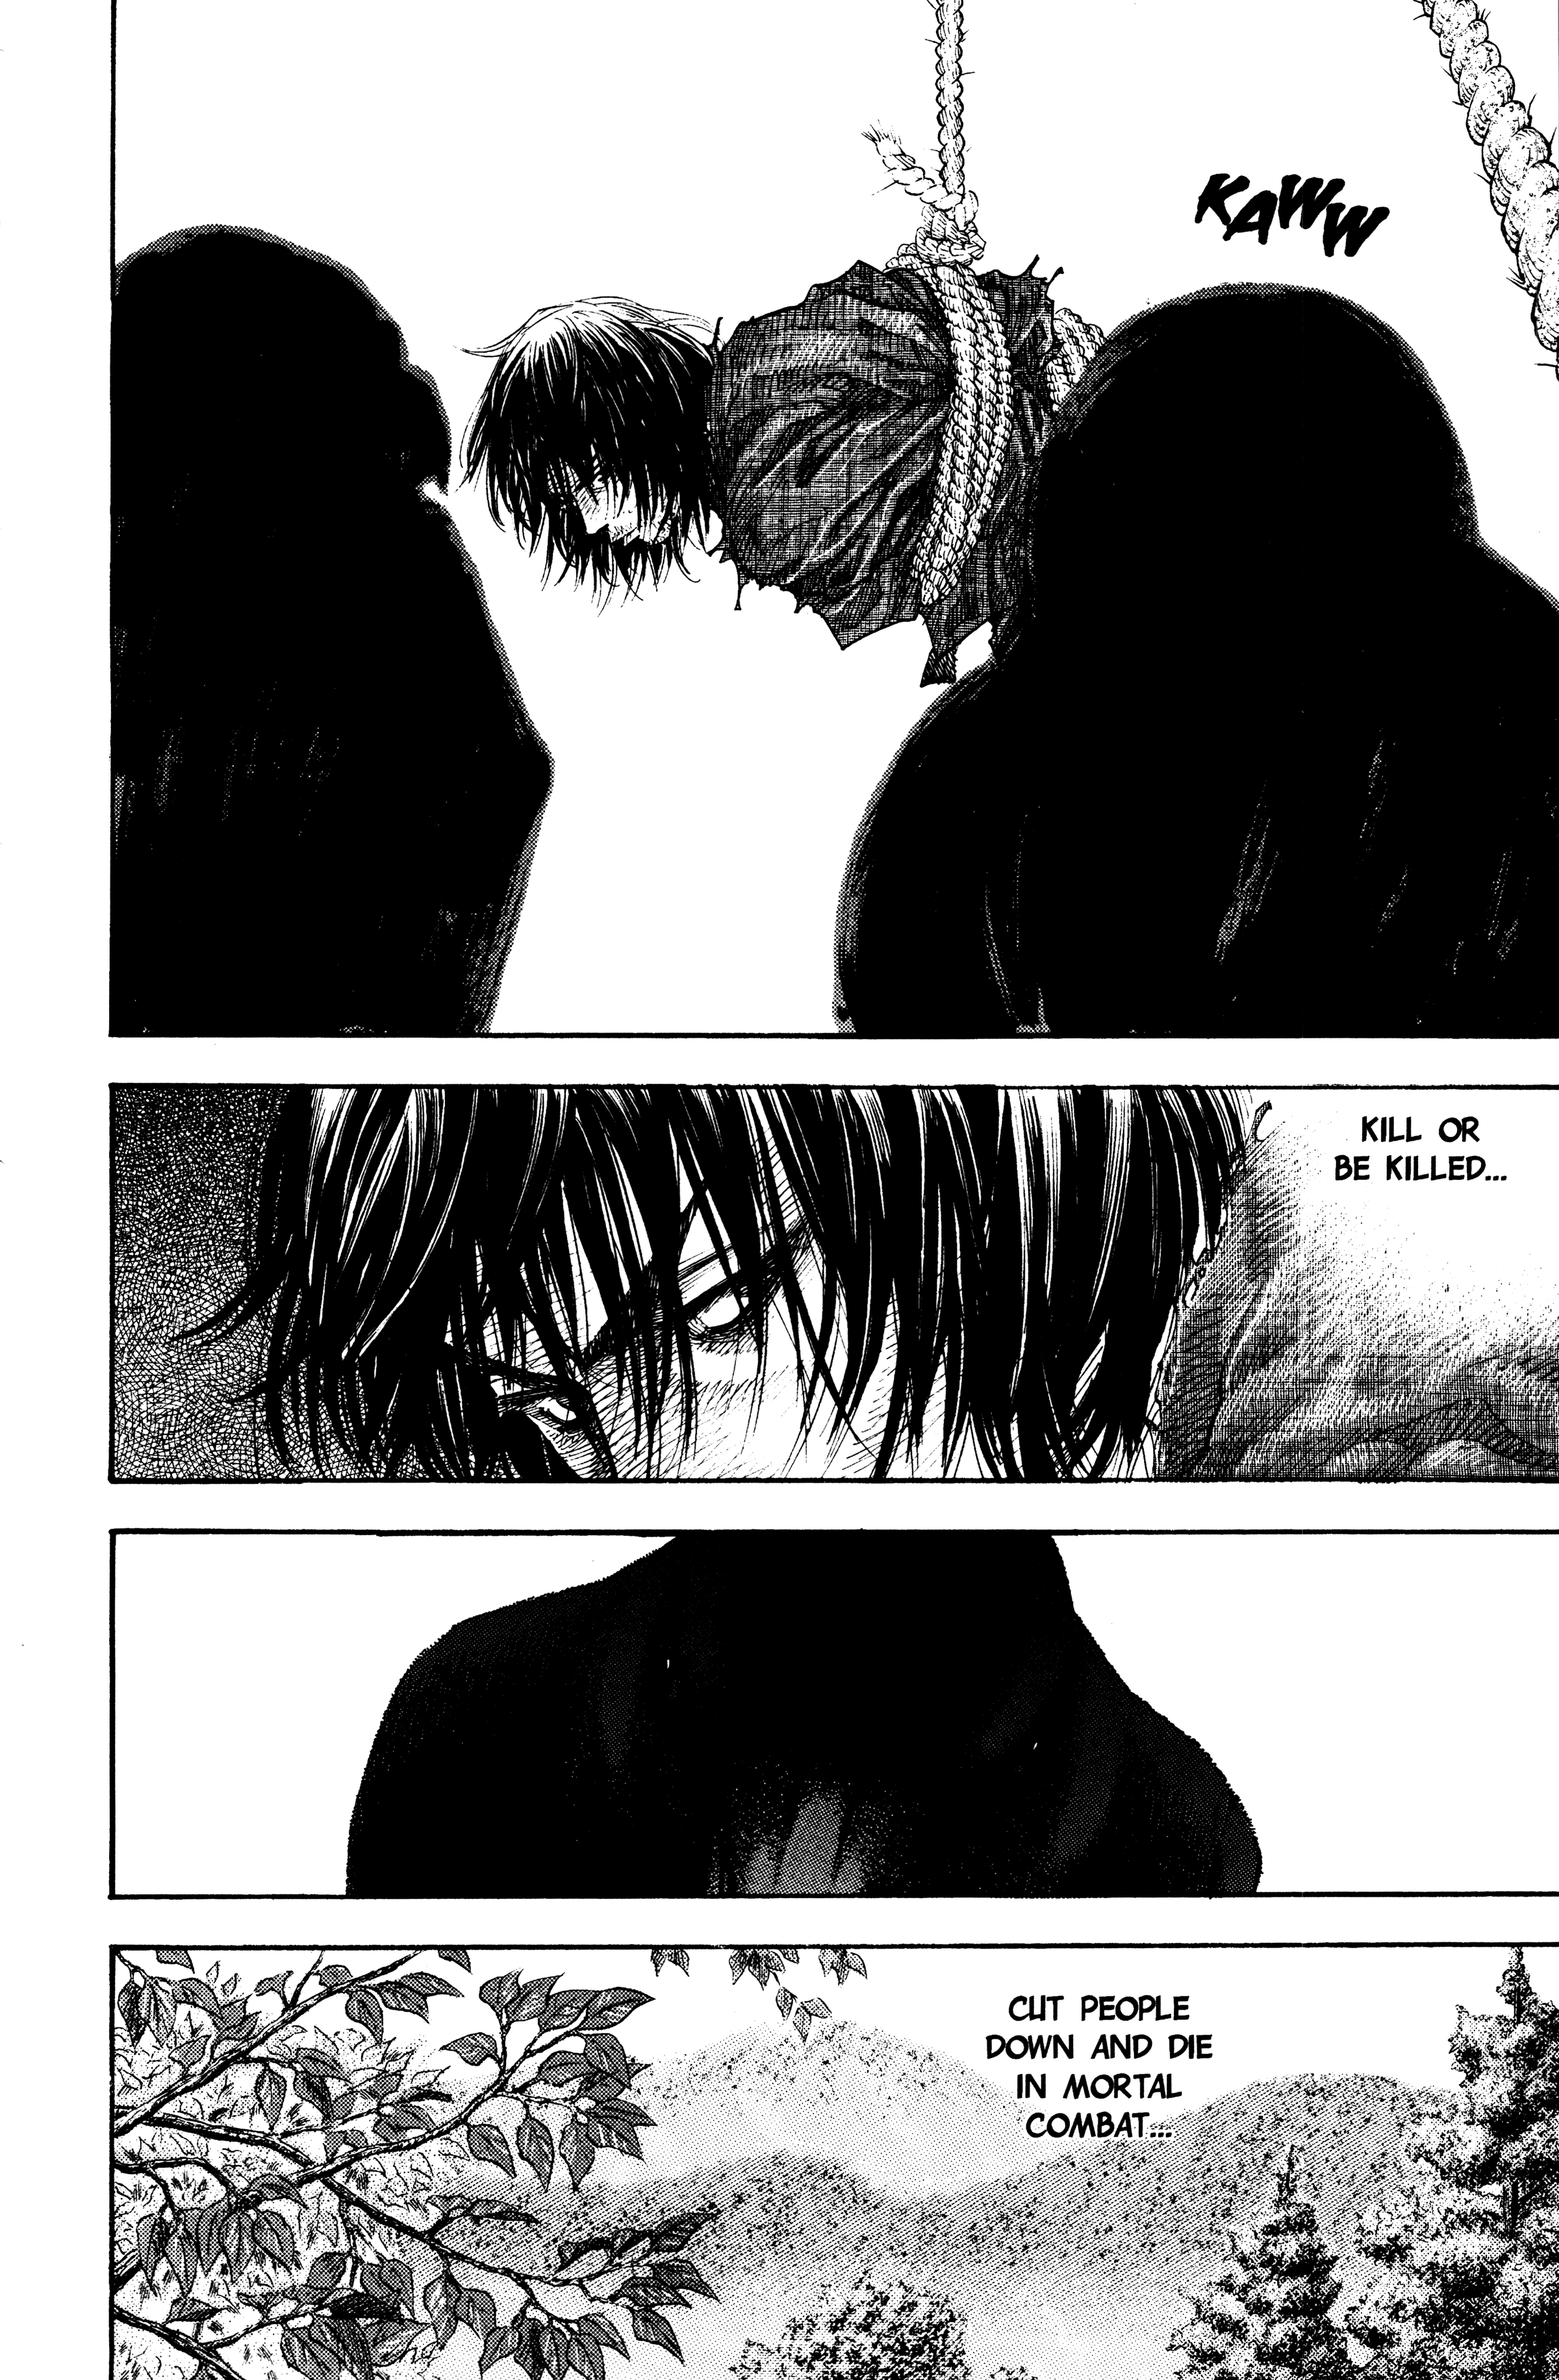 KAWW
KILL OR
BE KILLED...
CUT PEOPLE
DOWN AND DIE
IN MORTAL
COMBAT...